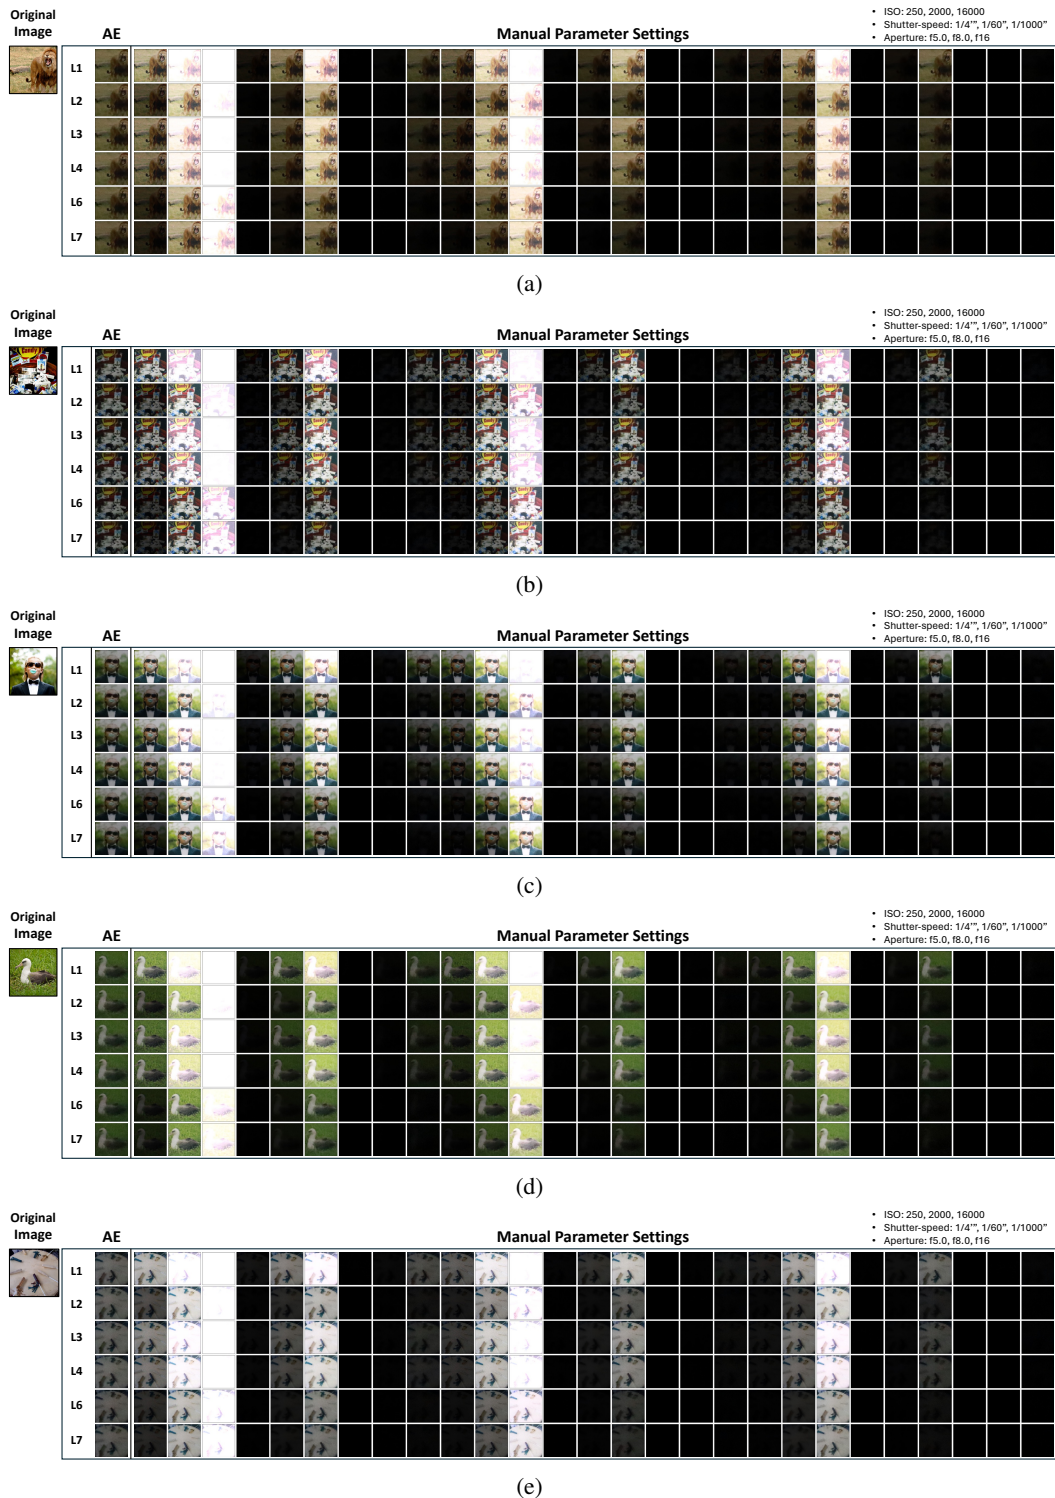 Original
Image
AE
Manual Parameter Settings
• ISO: 250, 2000, 16000
• Shutter-speed: 1/4'", 1/60", 1/1000"
• Aperture: f5.0, f8.0, f16
L1
L2
L3
L4
L6
L7
(a)
Original
Image
AE
Manual Parameter Settings
• ISO: 250, 2000, 16000
• Shutter-speed: 1/4'", 1/60", 1/1000"
• Aperture: f5.0, f8.0, f16
L1
L2
L3
L4
L6
L7
(b)
Original
Image
AE
Manual Parameter Settings
• ISO: 250, 2000, 16000
• Shutter-speed: 1/4'", 1/60", 1/1000"
• Aperture: f5.0, f8.0, f16
L1
L2
L3
L4
L6
L7
(c)
Original
Image
AE
Manual Parameter Settings
• ISO: 250, 2000, 16000
• Shutter-speed: 1/4'", 1/60", 1/1000"
• Aperture: f5.0, f8.0, f16
L1
L2
L3
L4
L6
L7
(d)
Original
Image
AE
Manual Parameter Settings
• ISO: 250, 2000, 16000
• Shutter-speed: 1/4'", 1/60", 1/1000"
• Aperture: f5.0, f8.0, f16
L1
L2
L3
L4
L6
L7
(e)